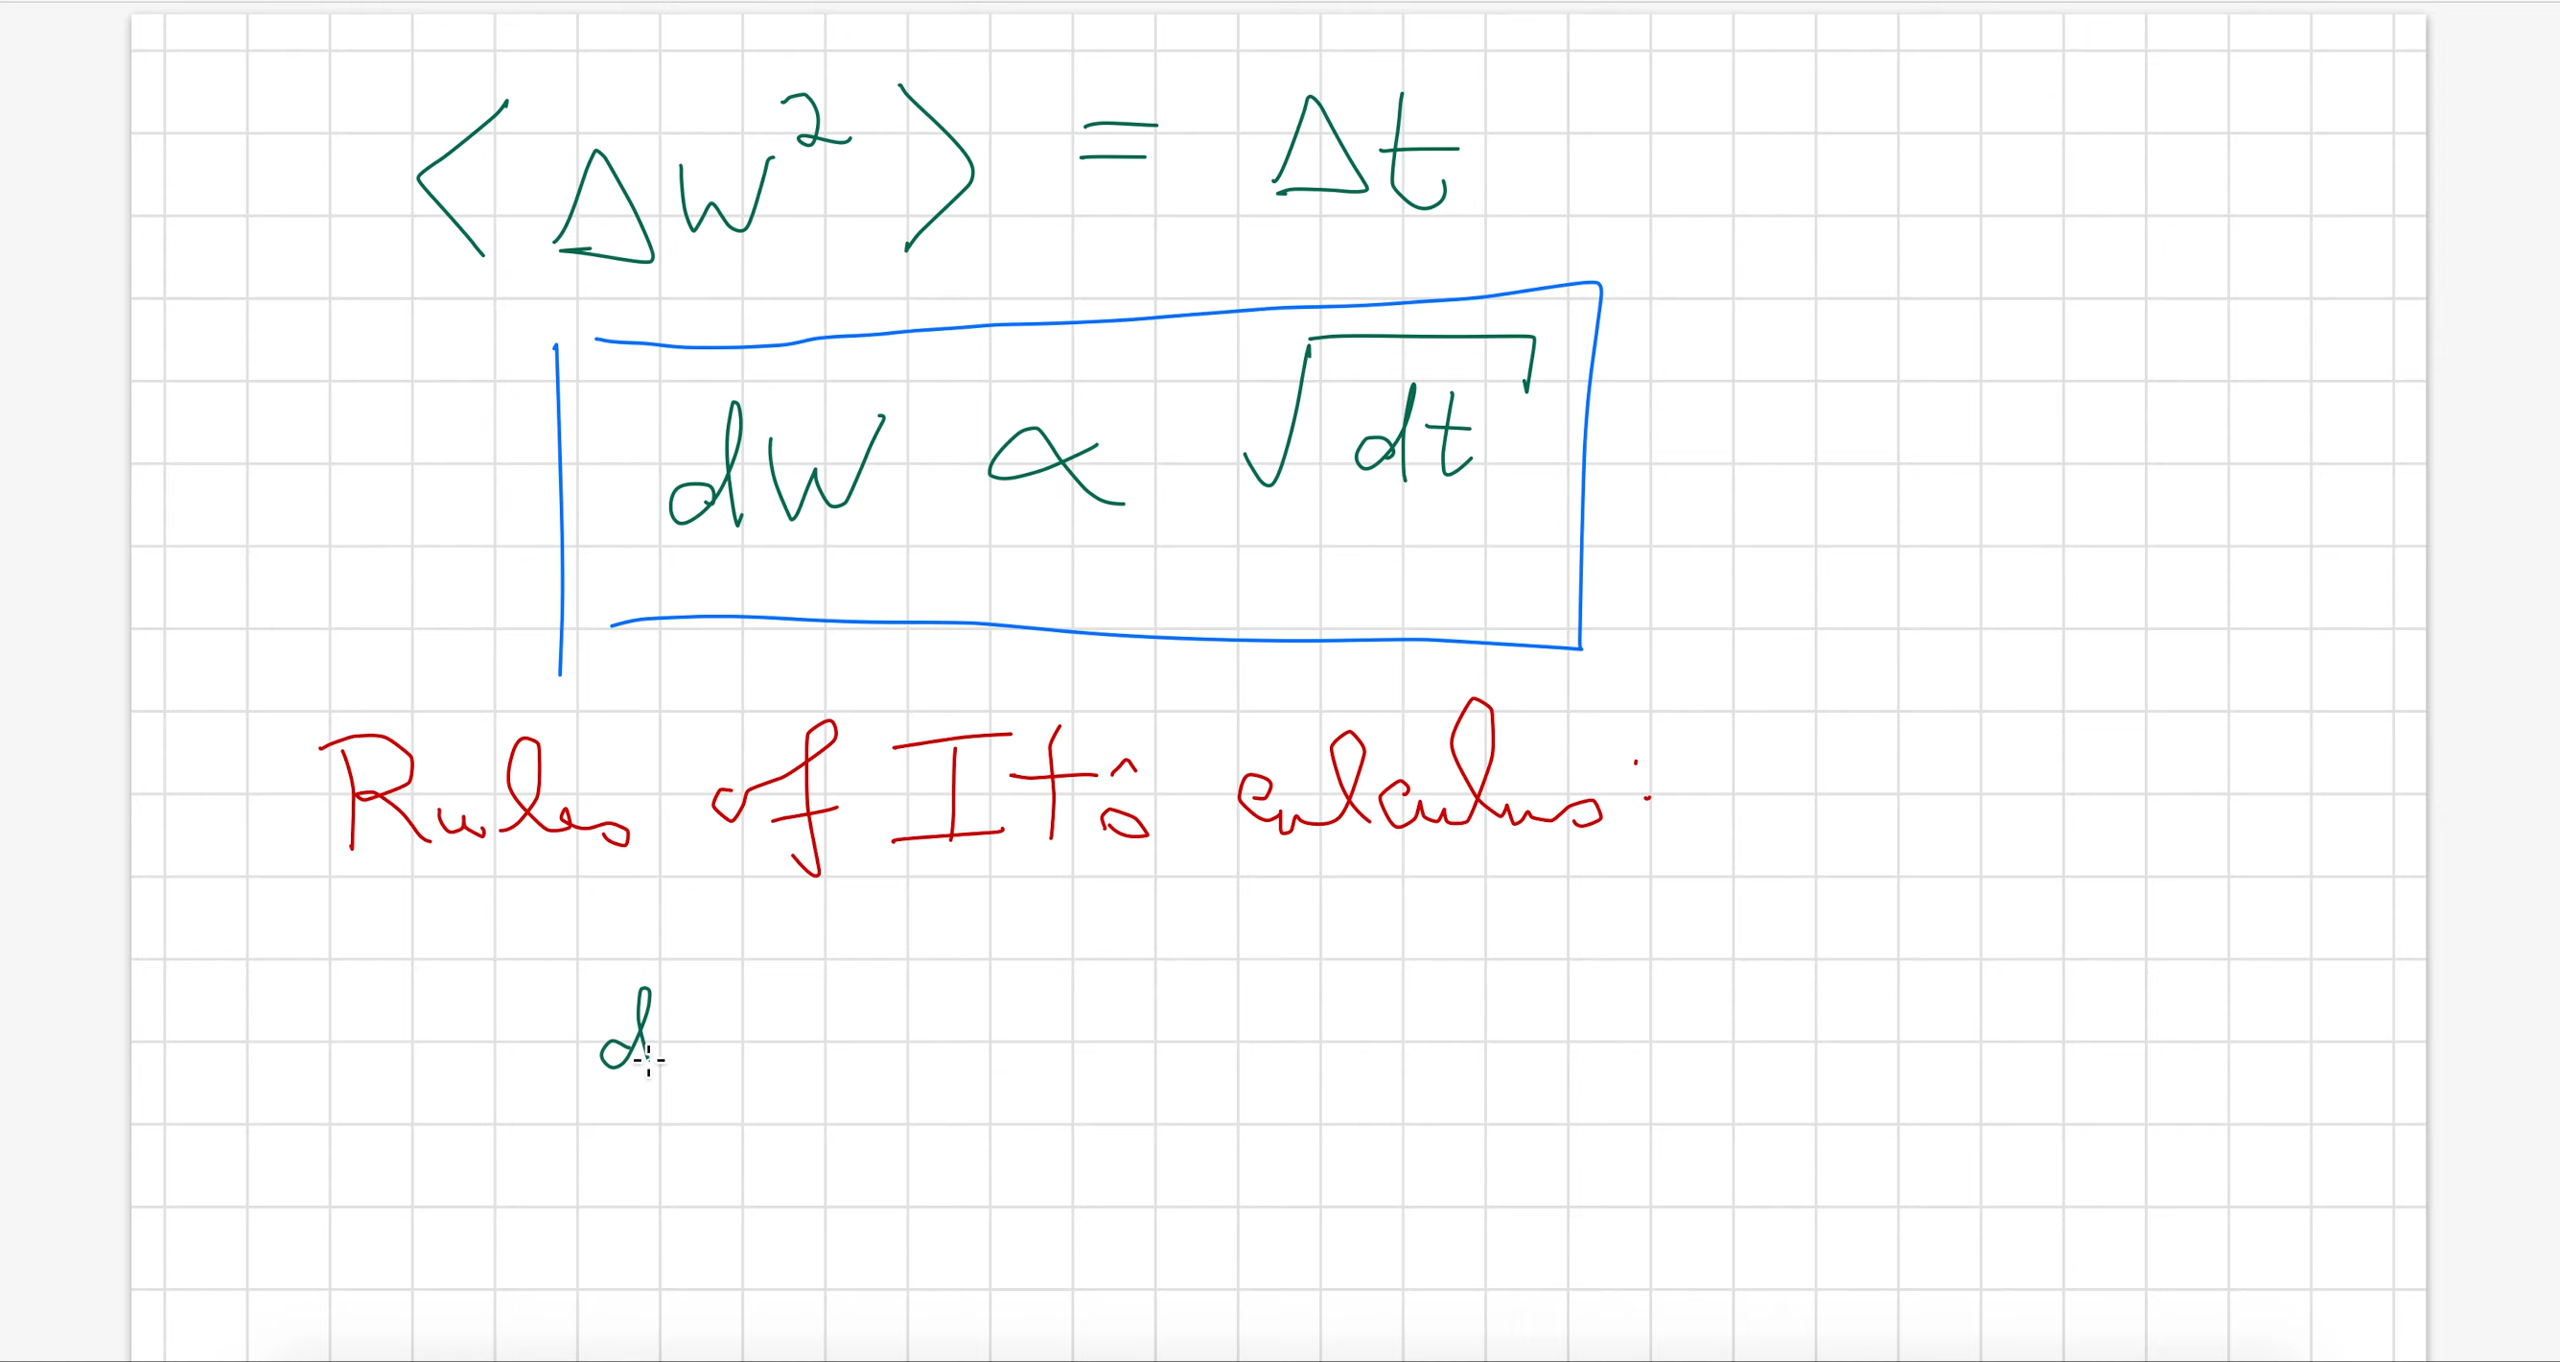 ⟨ΔW²⟩ = Δt
dW ∝ √dt
Rules of Itô calculus:
d